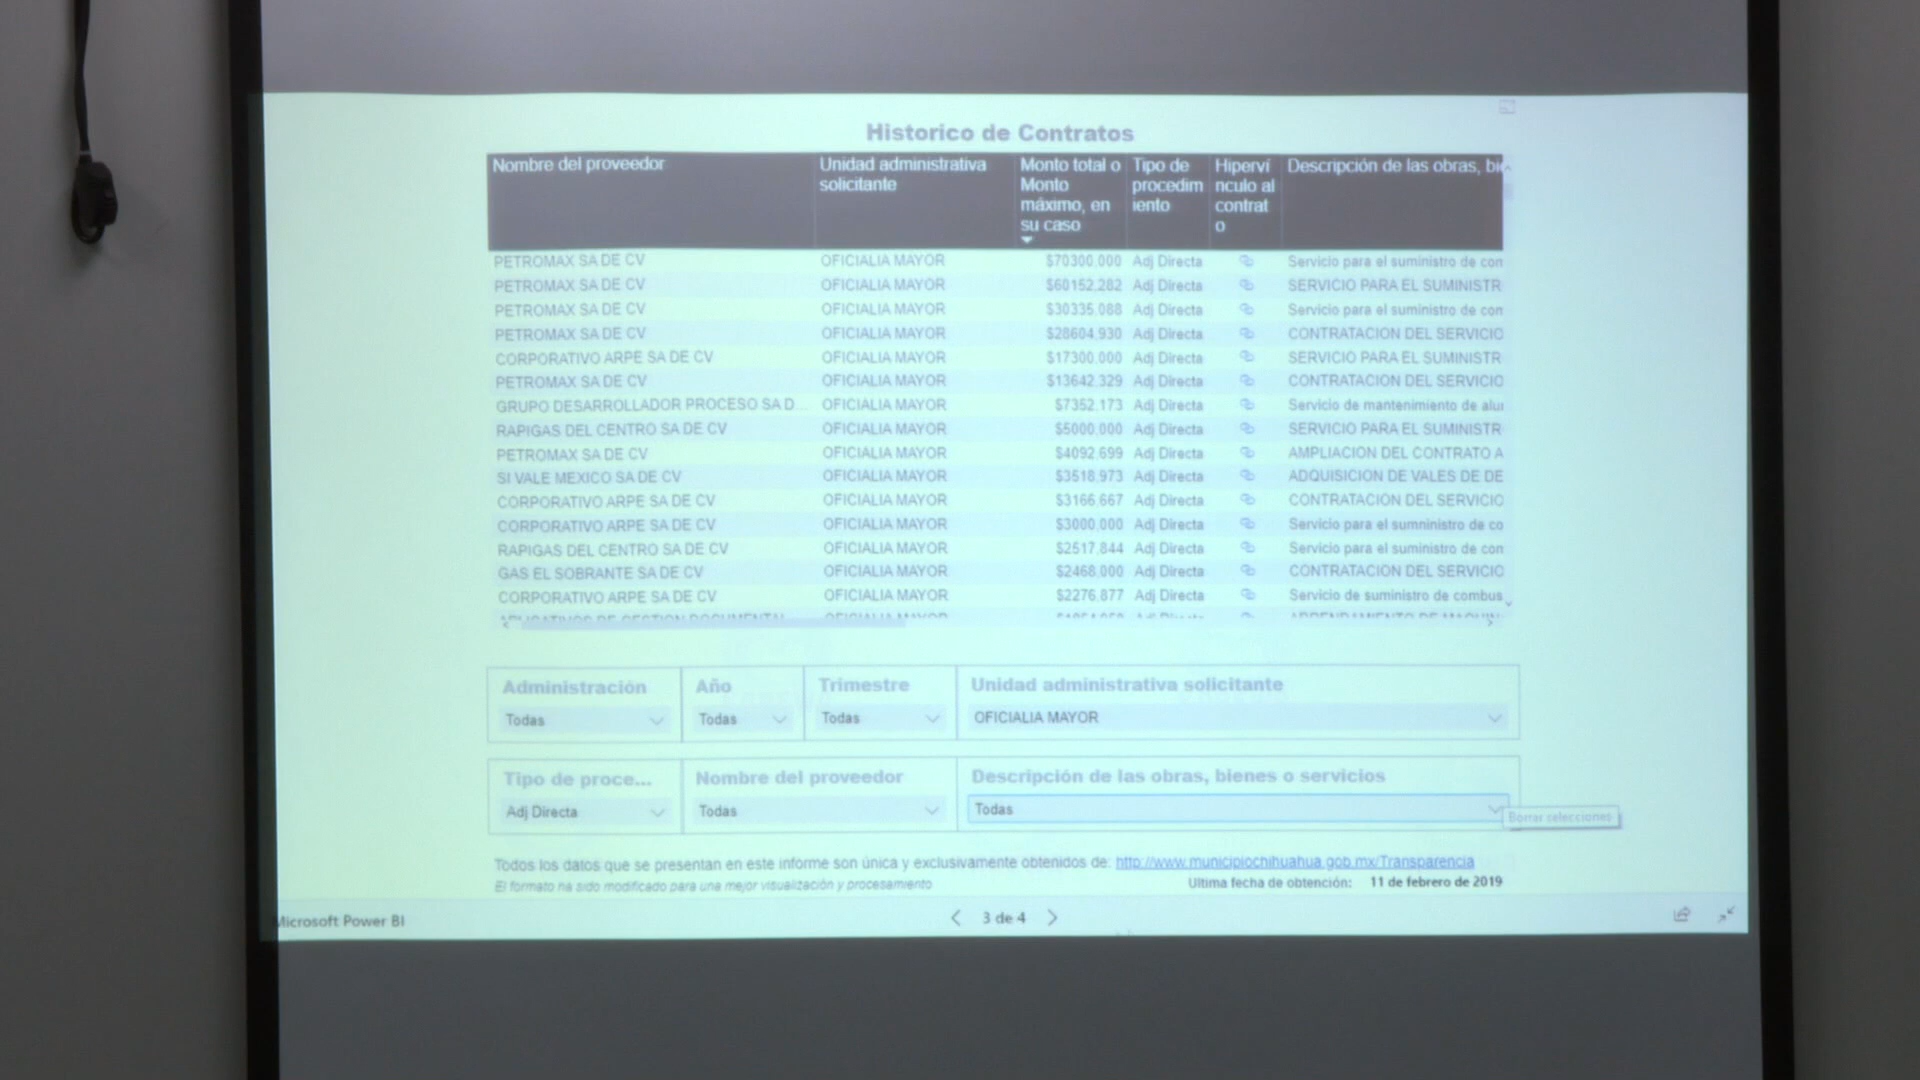 Historico de Contratos
Nombre del proveedor Unidad administrativa solicitante Monto total o Monto máximo, en su caso Tipo de procedimiento Hipervínculo al contrato Descripción de las obras, bi
PETROMAX SA DE CV OFICIALIA MAYOR $70300,000 Adj Directa Servicio para el suministro de con
PETROMAX SA DE CV OFICIALIA MAYOR $60152,282 Adj Directa SERVICIO PARA EL SUMINISTR
PETROMAX SA DE CV OFICIALIA MAYOR $30335,088 Adj Directa Servicio para el suministro de con
PETROMAX SA DE CV OFICIALIA MAYOR $28604,930 Adj Directa CONTRATACION DEL SERVICIO
CORPORATIVO ARPE SA DE CV OFICIALIA MAYOR $17300,000 Adj Directa SERVICIO PARA EL SUMINISTR
PETROMAX SA DE CV OFICIALIA MAYOR $13642,329 Adj Directa CONTRATACION DEL SERVICIO
GRUPO DESARROLLADOR PROCESO SA D... OFICIALIA MAYOR $7352,173 Adj Directa Servicio de mantenimiento de alu
RAPIGAS DEL CENTRO SA DE CV OFICIALIA MAYOR $5000,000 Adj Directa SERVICIO PARA EL SUMINISTR
PETROMAX SA DE CV OFICIALIA MAYOR $4092,699 Adj Directa AMPLIACION DEL CONTRATO A
SI VALE MEXICO SA DE CV OFICIALIA MAYOR $3518,973 Adj Directa ADQUISICION DE VALES DE DE
CORPORATIVO ARPE SA DE CV OFICIALIA MAYOR $3166,667 Adj Directa CONTRATACION DEL SERVICIO
CORPORATIVO ARPE SA DE CV OFICIALIA MAYOR $3000,000 Adj Directa Servicio para el sumninistro de co
RAPIGAS DEL CENTRO SA DE CV OFICIALIA MAYOR $2517,844 Adj Directa Servicio para el suministro de con
GAS EL SOBRANTE SA DE CV OFICIALIA MAYOR $2468,000 Adj Directa CONTRATACION DEL SERVICIO
CORPORATIVO ARPE SA DE CV OFICIALIA MAYOR $2276,877 Adj Directa Servicio de suministro de combus
Administración Año Trimestre Unidad administrativa solicitante
Todas Todas Todas OFICIALIA MAYOR
Tipo de proce... Nombre del proveedor Descripción de las obras, bienes o servicios
Adj Directa Todas Todas
Borrar selecciones
Todos los datos que se presentan en este informe son única y exclusivamente obtenidos de: http://www.municipiochihuahua.gob.mx/Transparencia
El formato ha sido modificado para una mejor visualización y procesamiento Ultima fecha de obtención: 11 de febrero de 2019
Microsoft Power BI 3 de 4